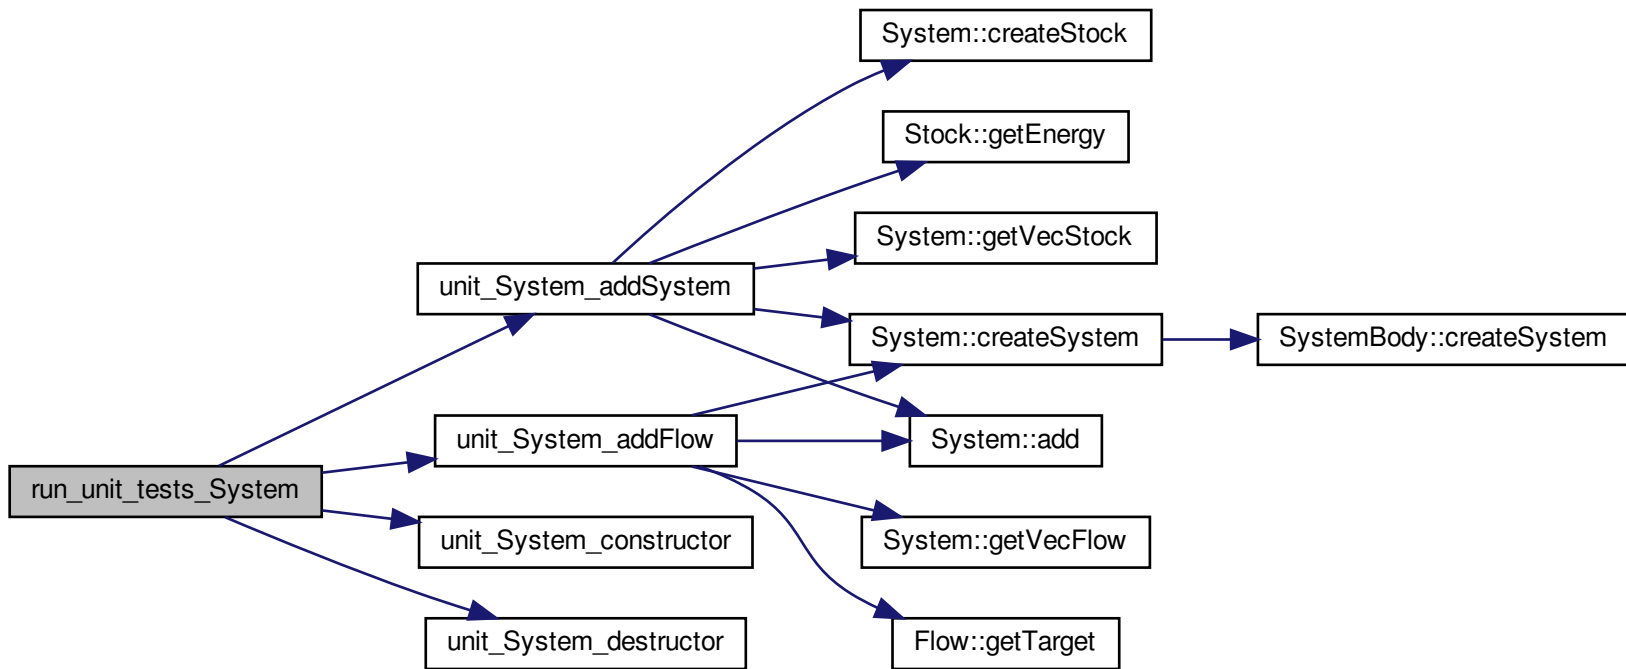 System::createStock
Stock::getEnergy
System::getVecStock
unit_System_addSystem
System::createSystem
SystemBody::createSystem
unit_System_addFlow
System::add
run_unit_tests_System
unit_System_constructor
System::getVecFlow
unit_System_destructor
Flow::getTarget